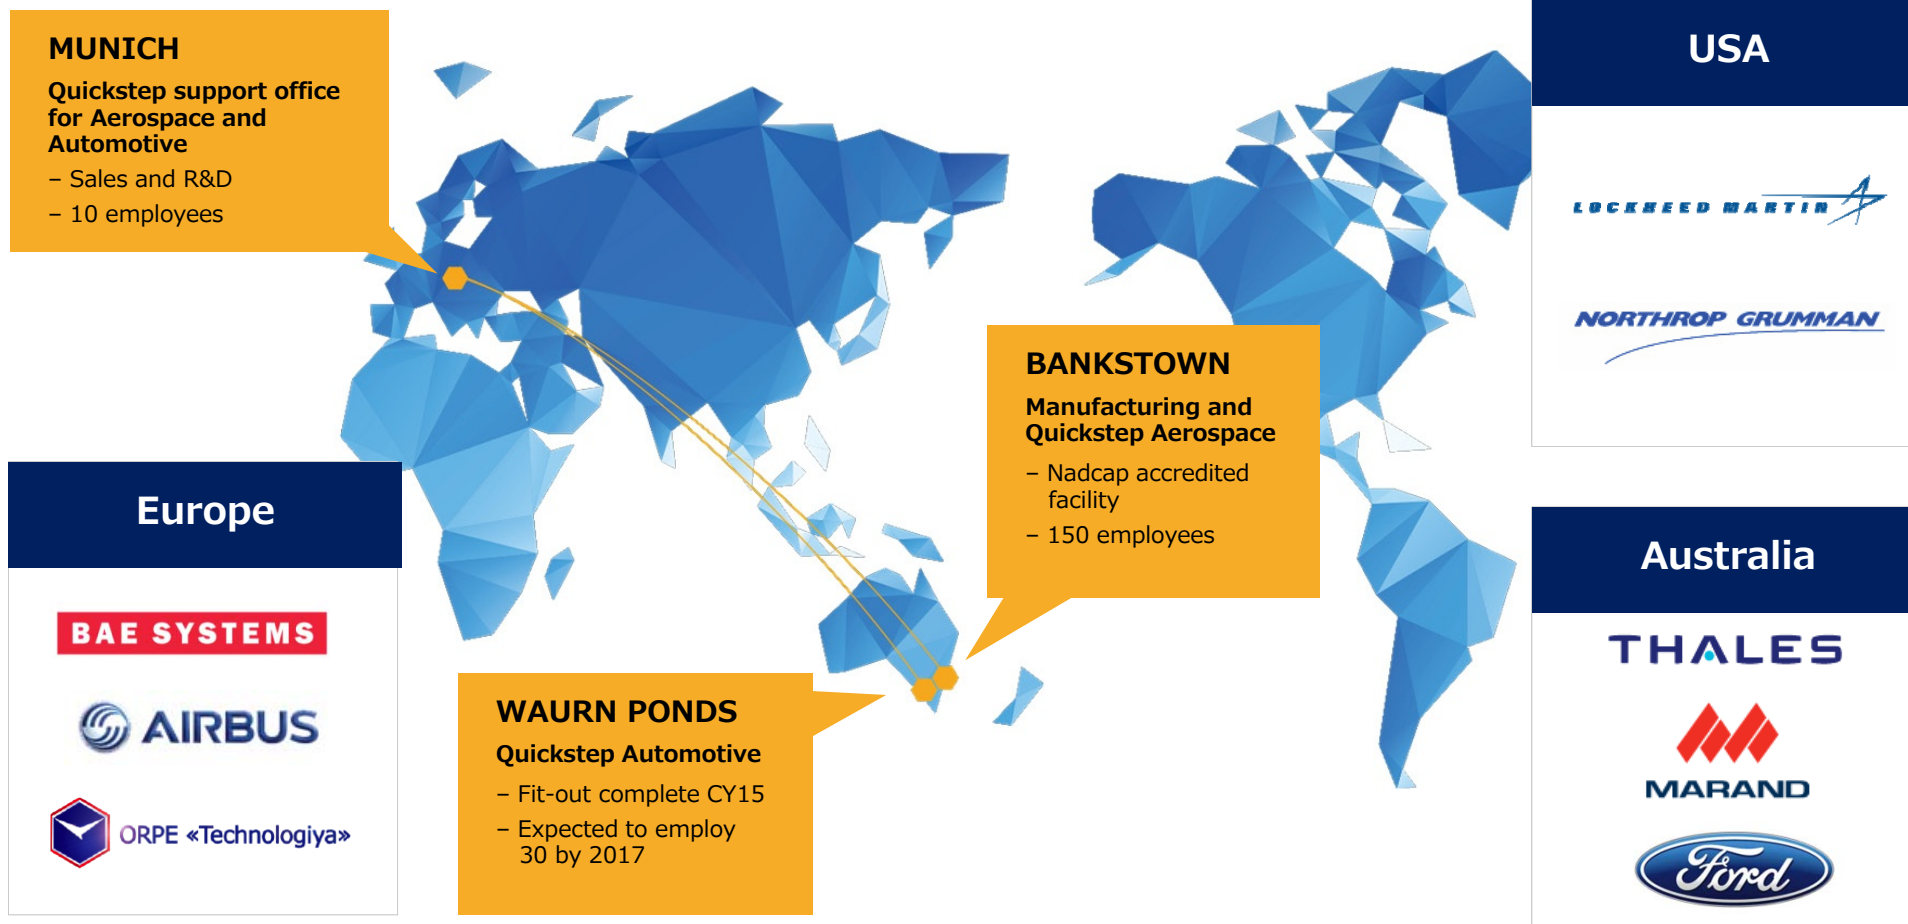 MUNICH
Quickstep support office
for Aerospace and
Automotive
– Sales and R&D
– 10 employees
USA
LOCKHEED MARTIN
NORTHROP GRUMMAN
BANKSTOWN
Manufacturing and
Quickstep Aerospace
– Nadcap accredited
facility
– 150 employees
Europe
BAE SYSTEMS
AIRBUS
ORPE «Technologiya»
WAURN PONDS
Quickstep Automotive
– Fit-out complete CY15
– Expected to employ
30 by 2017
Australia
THALES
MARAND
Ford